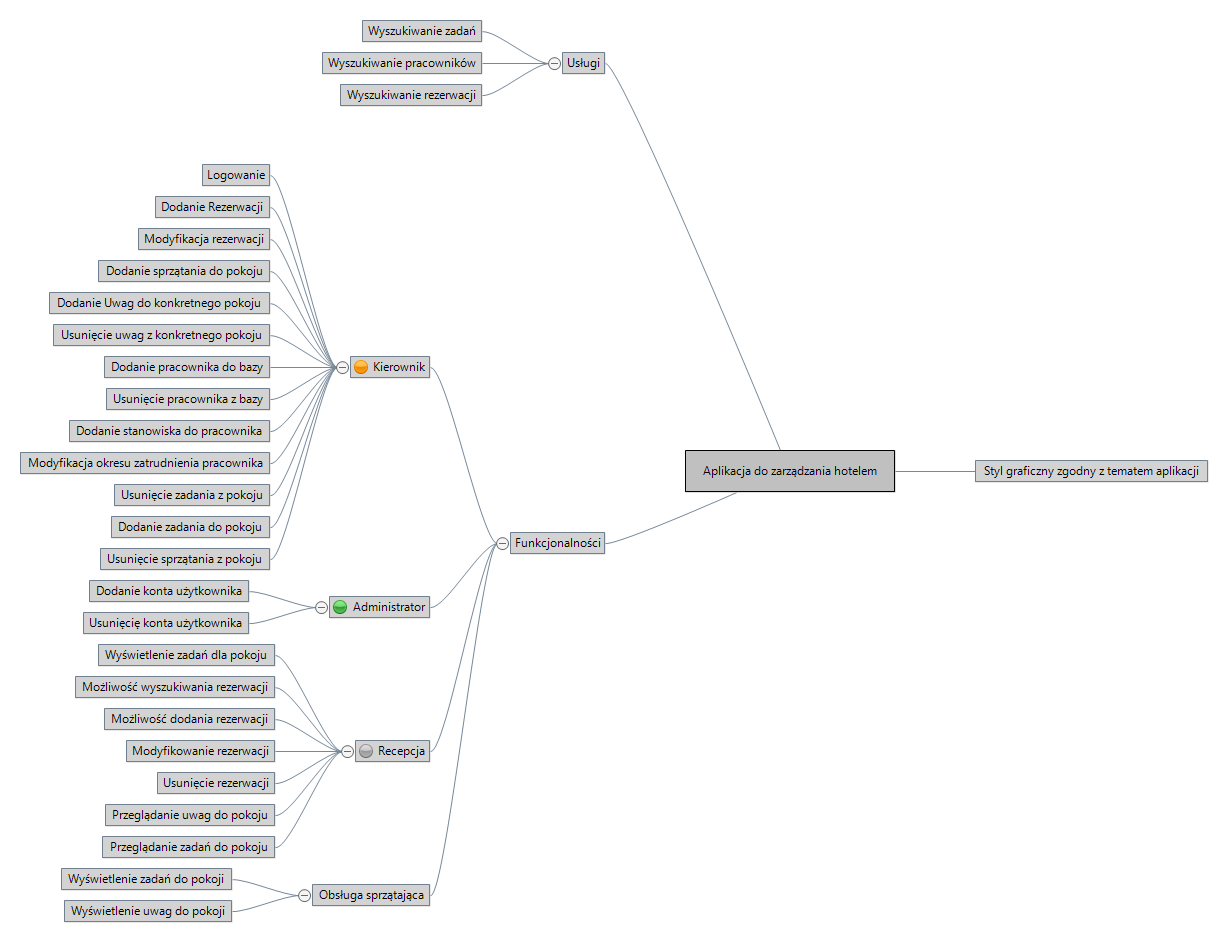 Wyszukiwanie zadań
Wyszukiwanie pracowników
Wyszukiwanie rezerwacji
Usługi
Logowanie
Dodanie Rezerwacji
Modyfikacja rezerwacji
Dodanie sprzątania do pokoju
Dodanie Uwag do konkretnego pokoju
Usunięcie uwag z konkretnego pokoju
Dodanie pracownika do bazy
Usunięcie pracownika z bazy
Dodanie stanowiska do pracownika
Modyfikacja okresu zatrudnienia pracownika
Usunięcie zadania z pokoju
Dodanie zadania do pokoju
Usunięcie sprzątania z pokoju
Kierownik
Dodanie konta użytkownika
Usunięcię konta użytkownika
Administrator
Wyświetlenie zadań dla pokoju
Możliwość wyszukiwania rezerwacji
Możliwość dodania rezerwacji
Modyfikowanie rezerwacji
Usunięcie rezerwacji
Przeglądanie uwag do pokoju
Przeglądanie zadań do pokoju
Recepcja
Wyświetlenie zadań do pokoji
Wyświetlenie uwag do pokoji
Obsługa sprzątająca
Funkcjonalności
Aplikacja do zarządzania hotelem
Styl graficzny zgodny z tematem aplikacji